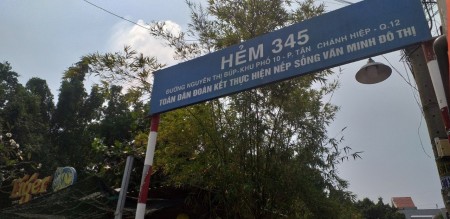 HẺM 345
ĐƯỜNG NGUYỄN THỊ BÚP-KHU PHỐ 10-P. TÂN CHÁNH HIỆP-Q.12
TOÀN DÂN ĐOÀN KẾT THỰC HIỆN NẾP SỐNG VĂN MINH ĐÔ THỊ